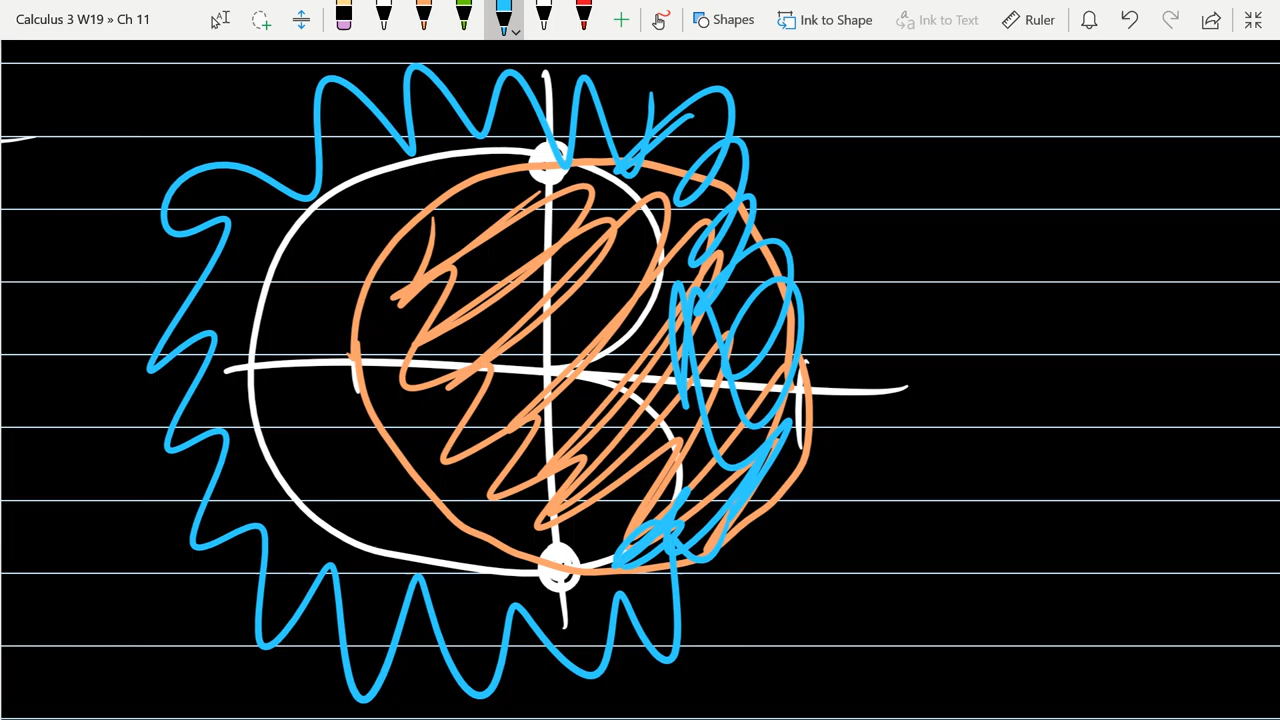 Calculus 3 W19 » Ch 11
Shapes
Ink to Shape
Ink to Text
Ruler